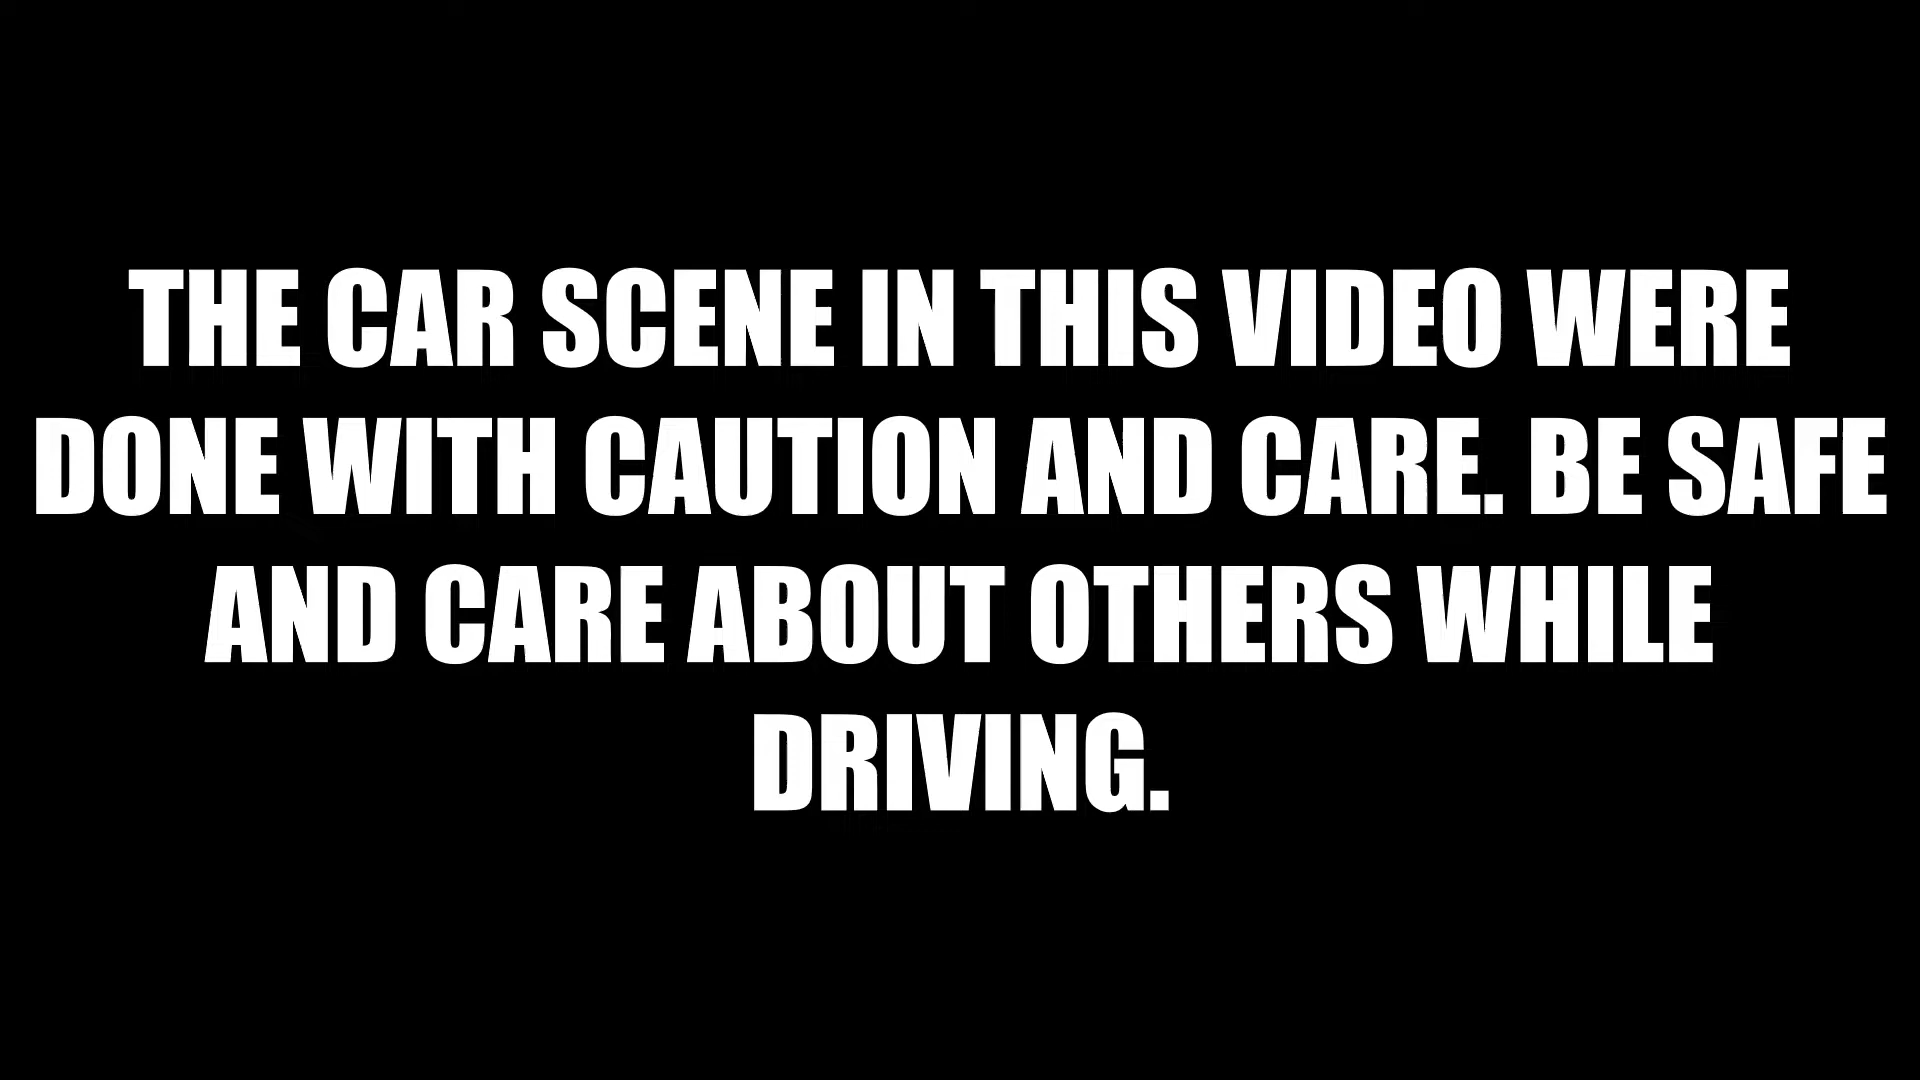 THE CAR SCENE IN THIS VIDEO WERE
DONE WITH CAUTION AND CARE. BE SAFE
AND CARE ABOUT OTHERS WHILE
DRIVING.